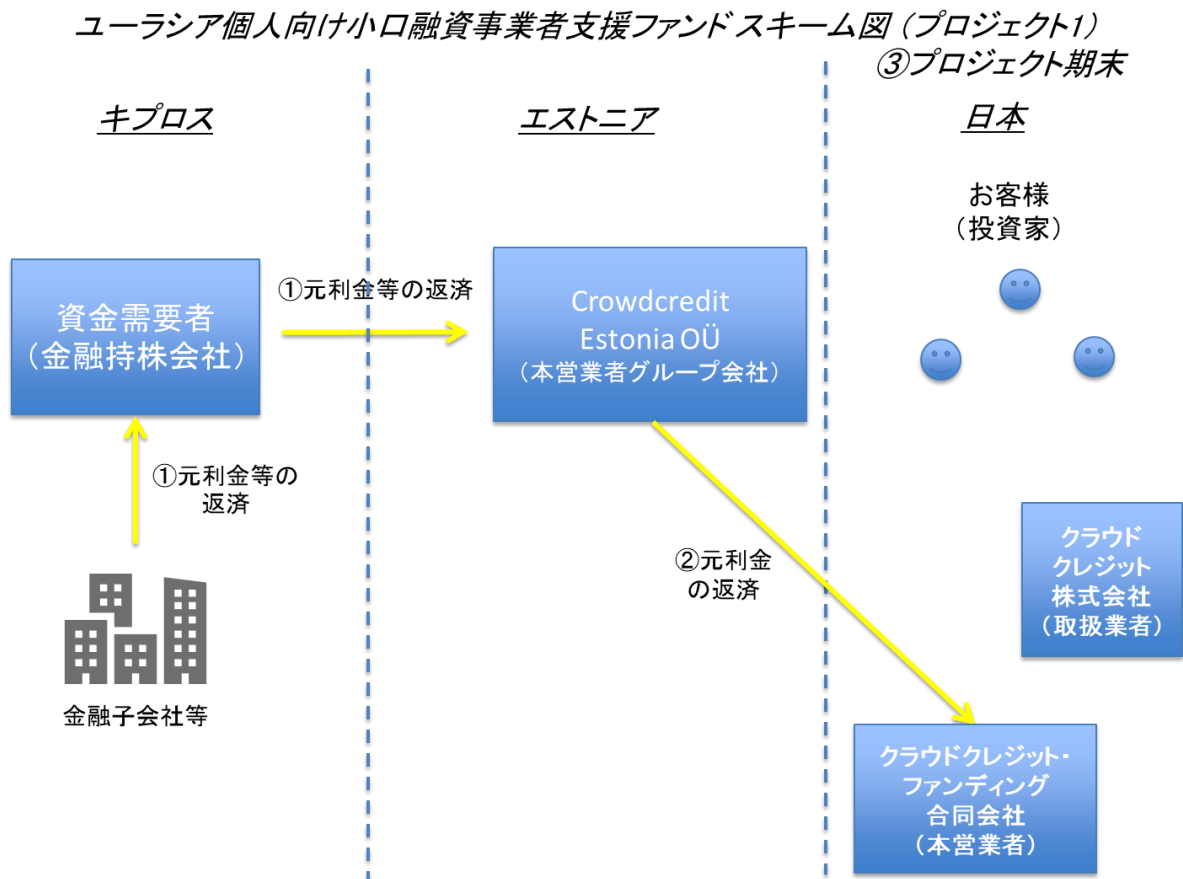 ユーラシア個人向け小口融資事業者支援ファンド スキーム図（プロジェクト1）
③プロジェクト期末
キプロス
エストニア
日本
お客様
（投資家）
資金需要者
（金融持株会社）
①元利金等の返済
Crowdcredit
Estonia OÜ
（本営業者グループ会社）
①元利金等の
返済
②元利金
の返済
クラウド
クレジット
株式会社
（取扱業者）
金融子会社等
クラウドクレジット・
ファンディング
合同会社
（本営業者）